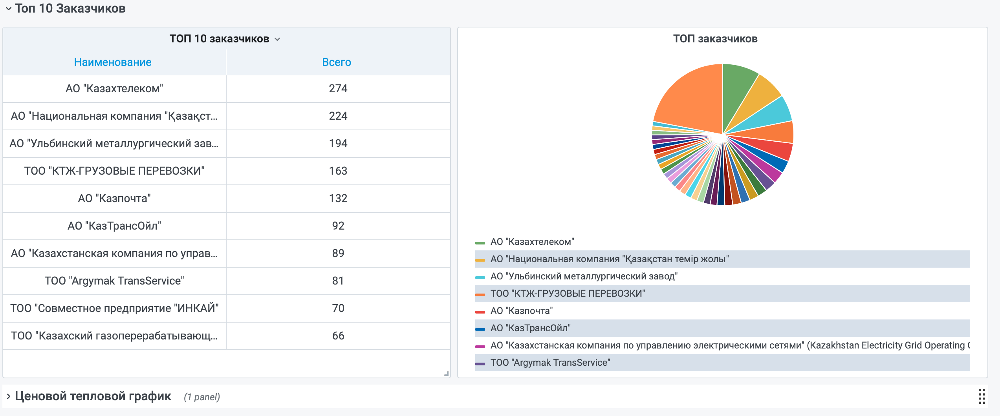 Топ 10 Заказчиков
ТОП 10 заказчиков
Наименование Всего
АО "Казахтелеком" 274
АО "Национальная компания "Қазақст... 224
АО "Ульбинский металлургический зав... 194
ТОО "КТЖ-ГРУЗОВЫЕ ПЕРЕВОЗКИ" 163
АО "Казпочта" 132
АО "КазТрансОйл" 92
АО "Казахстанская компания по управ... 89
ТОО "Argymak TransService" 81
ТОО "Совместное предприятие "ИНКАЙ" 70
ТОО "Казахский газоперерабатывающ... 66
ТОП заказчиков
АО "Казахтелеком"
АО "Национальная компания "Қазақстан темір жолы"
АО "Ульбинский металлургический завод"
ТОО "КТЖ-ГРУЗОВЫЕ ПЕРЕВОЗКИ"
АО "Казпочта"
АО "КазТрансОйл"
АО "Казахстанская компания по управлению электрическими сетями" (Kazakhstan Electricity Grid Operating
ТОО "Argymak TransService"
Ценовой тепловой график (1 panel)